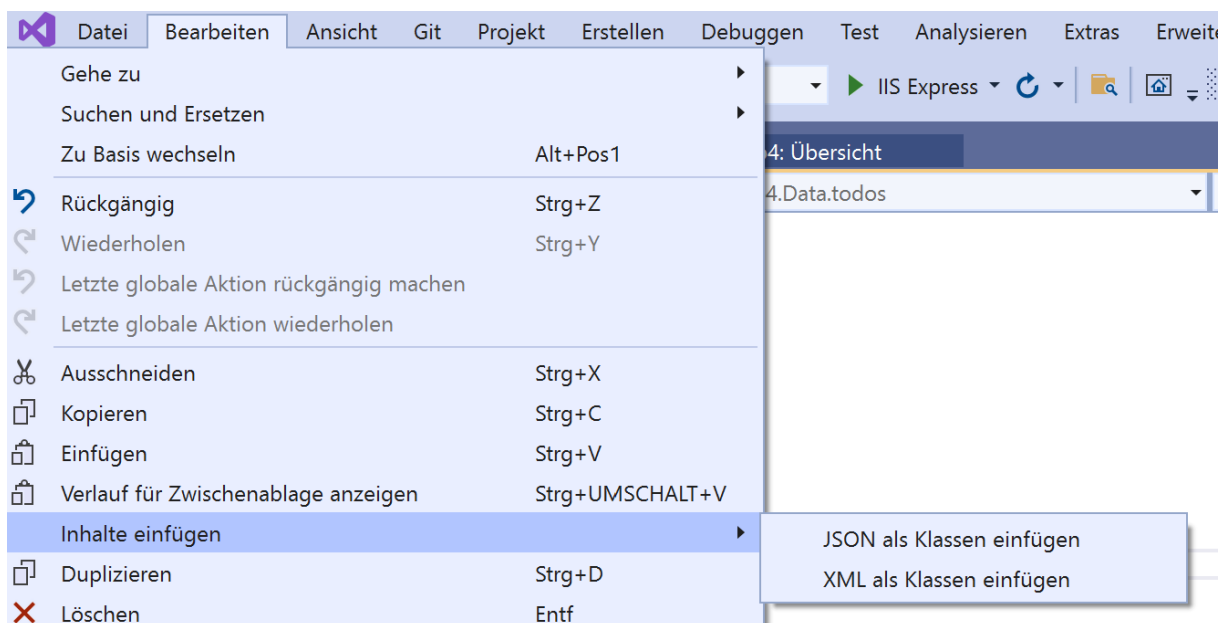 Datei Bearbeiten Ansicht Git Projekt Erstellen Debuggen Test Analysieren Extras
Gehe zu
IIS Express
Suchen und Ersetzen
Zu Basis wechseln Alt+Pos1
4: Übersicht
Rückgängig Strg+Z
4.Data.todos
Wiederholen Strg+Y
Letzte globale Aktion rückgängig machen
Letzte globale Aktion wiederholen
Ausschneiden Strg+X
Kopieren Strg+C
Einfügen Strg+V
Verlauf für Zwischenablage anzeigen Strg+UMSCHALT+V
Inhalte einfügen
JSON als Klassen einfügen
Duplizieren Strg+D
XML als Klassen einfügen
Löschen Entf